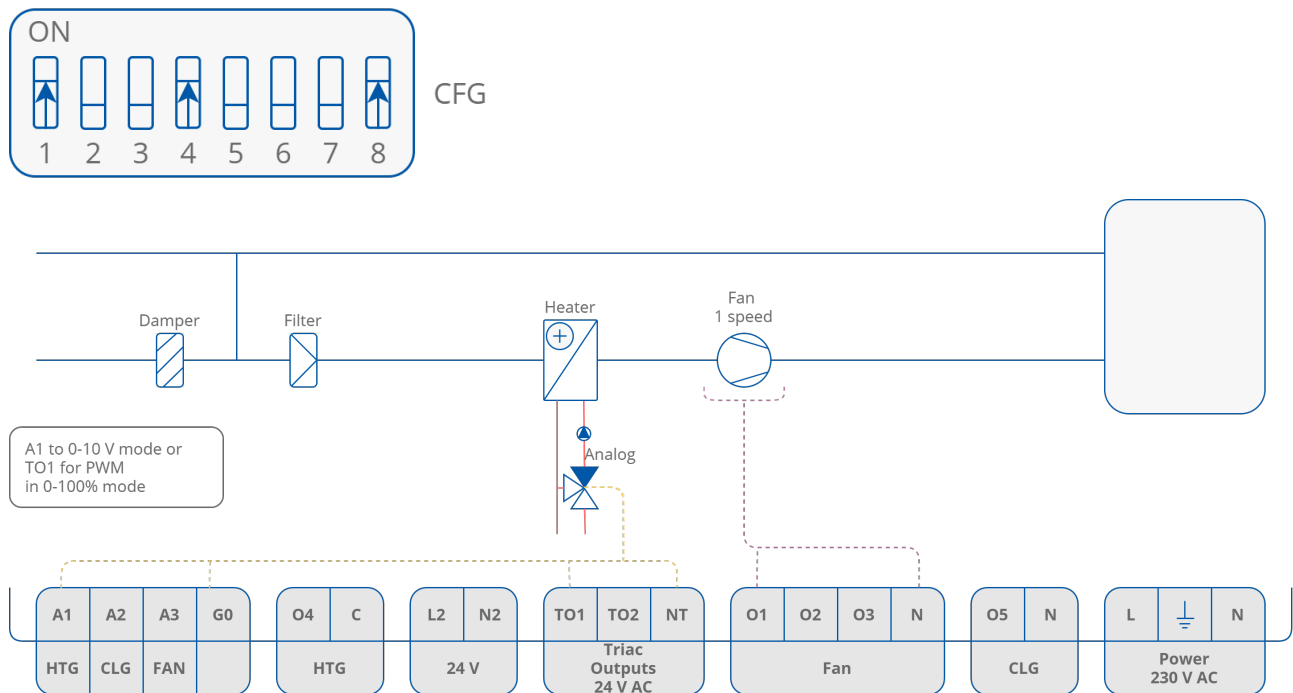 ON
1 2 3 4 5 6 7 8
CFG
Damper
Filter
Heater
Fan
1 speed
A1 to 0-10 V mode or
TO1 for PWM
in 0-100% mode
Analog
A1 A2 A3 G0
HTG CLG FAN
O4 C
HTG
L2 N2
24 V
TO1 TO2 NT
Triac
Outputs
24 V AC
O1 O2 O3 N
Fan
O5 N
CLG
L N
Power
230 V AC